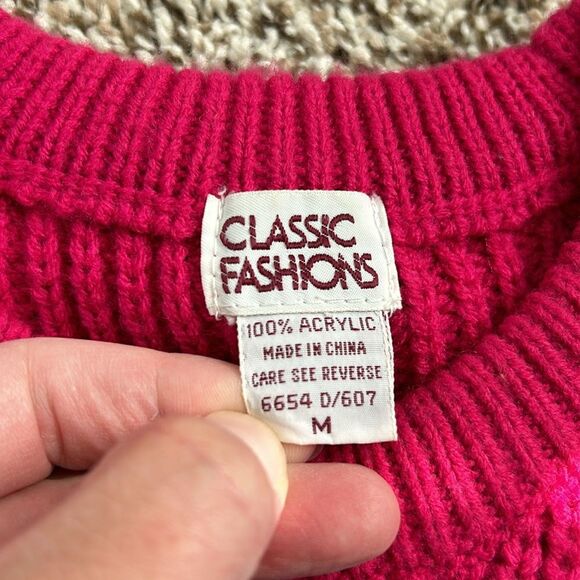 CLASSIC
FASHIONS
100% ACRYLIC
MADE IN CHINA
CARE SEE REVERSE
6654 D/607
M